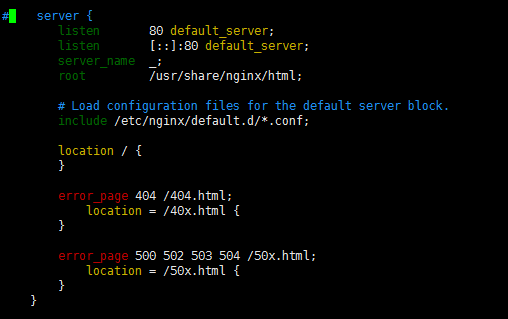 #    server {
        listen       80 default_server;
        listen       [::]:80 default_server;
        server_name  _;
        root         /usr/share/nginx/html;

        # Load configuration files for the default server block.
        include /etc/nginx/default.d/*.conf;

        location / {
        }

        error_page 404 /404.html;
            location = /40x.html {
        }

        error_page 500 502 503 504 /50x.html;
            location = /50x.html {
        }
    }